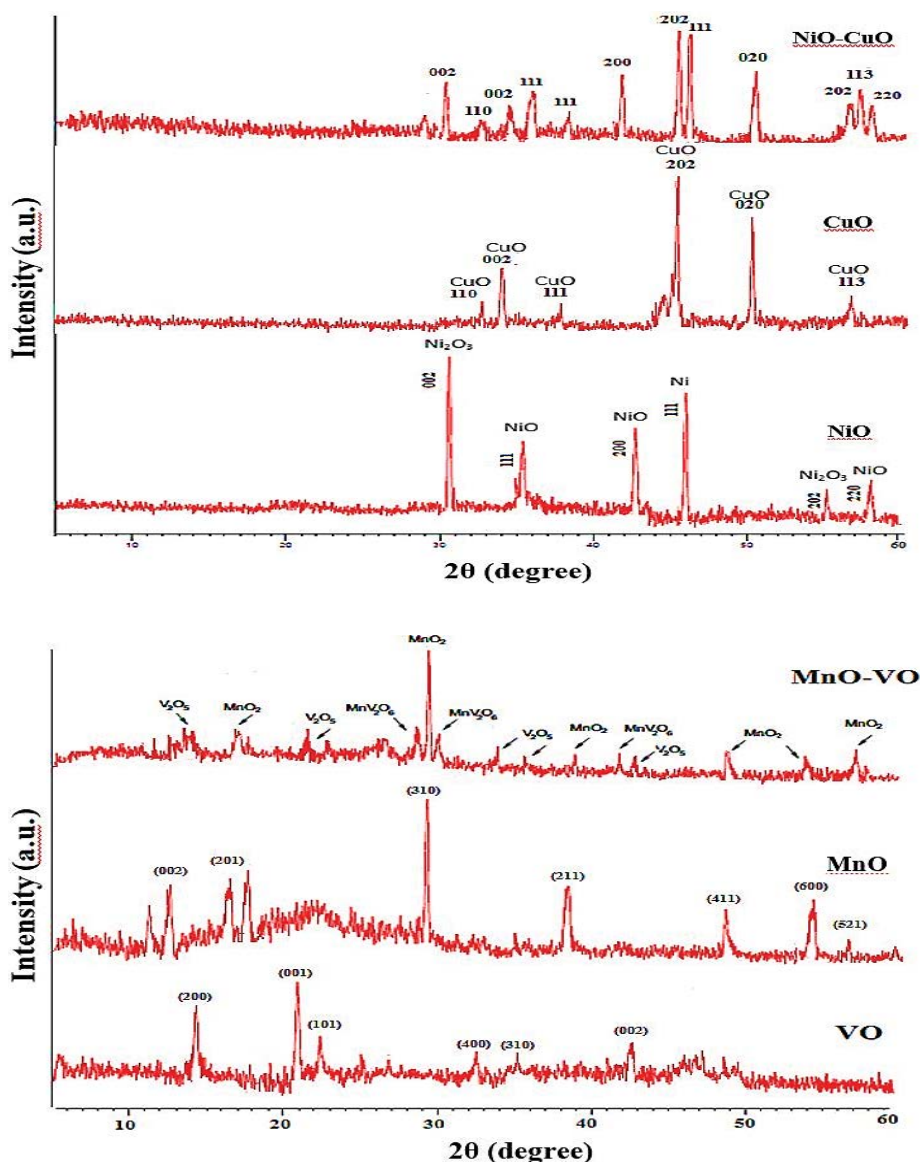 202
111
NiO-CuO
002
110
002
111
111
200
020
202
113
220
Intensity (a.u.)
CuO
110
CuO
002
CuO
111
CuO
202
CuO
020
CuO
CuO
113
Ni₂O₃
002
NiO
111
NiO
200
Ni
111
NiO
Ni₂O₃
202
NiO
220
20
30
40
50
60
2θ (degree)
MnO₂
MnO-VO
V₂O₅
MnO₂
V₂O₅
MnV₂O₆
MnV₂O₆
V₂O₅
MnO₂
MnV₂O₆
V₂O₅
MnO₂
MnO₂
Intensity (a.u.)
(310)
MnO
(002)
(201)
(211)
(411)
(600)
(521)
(200)
(001)
(101)
(400)
(310)
(002)
VO
10
20
30
40
50
60
2θ (degree)